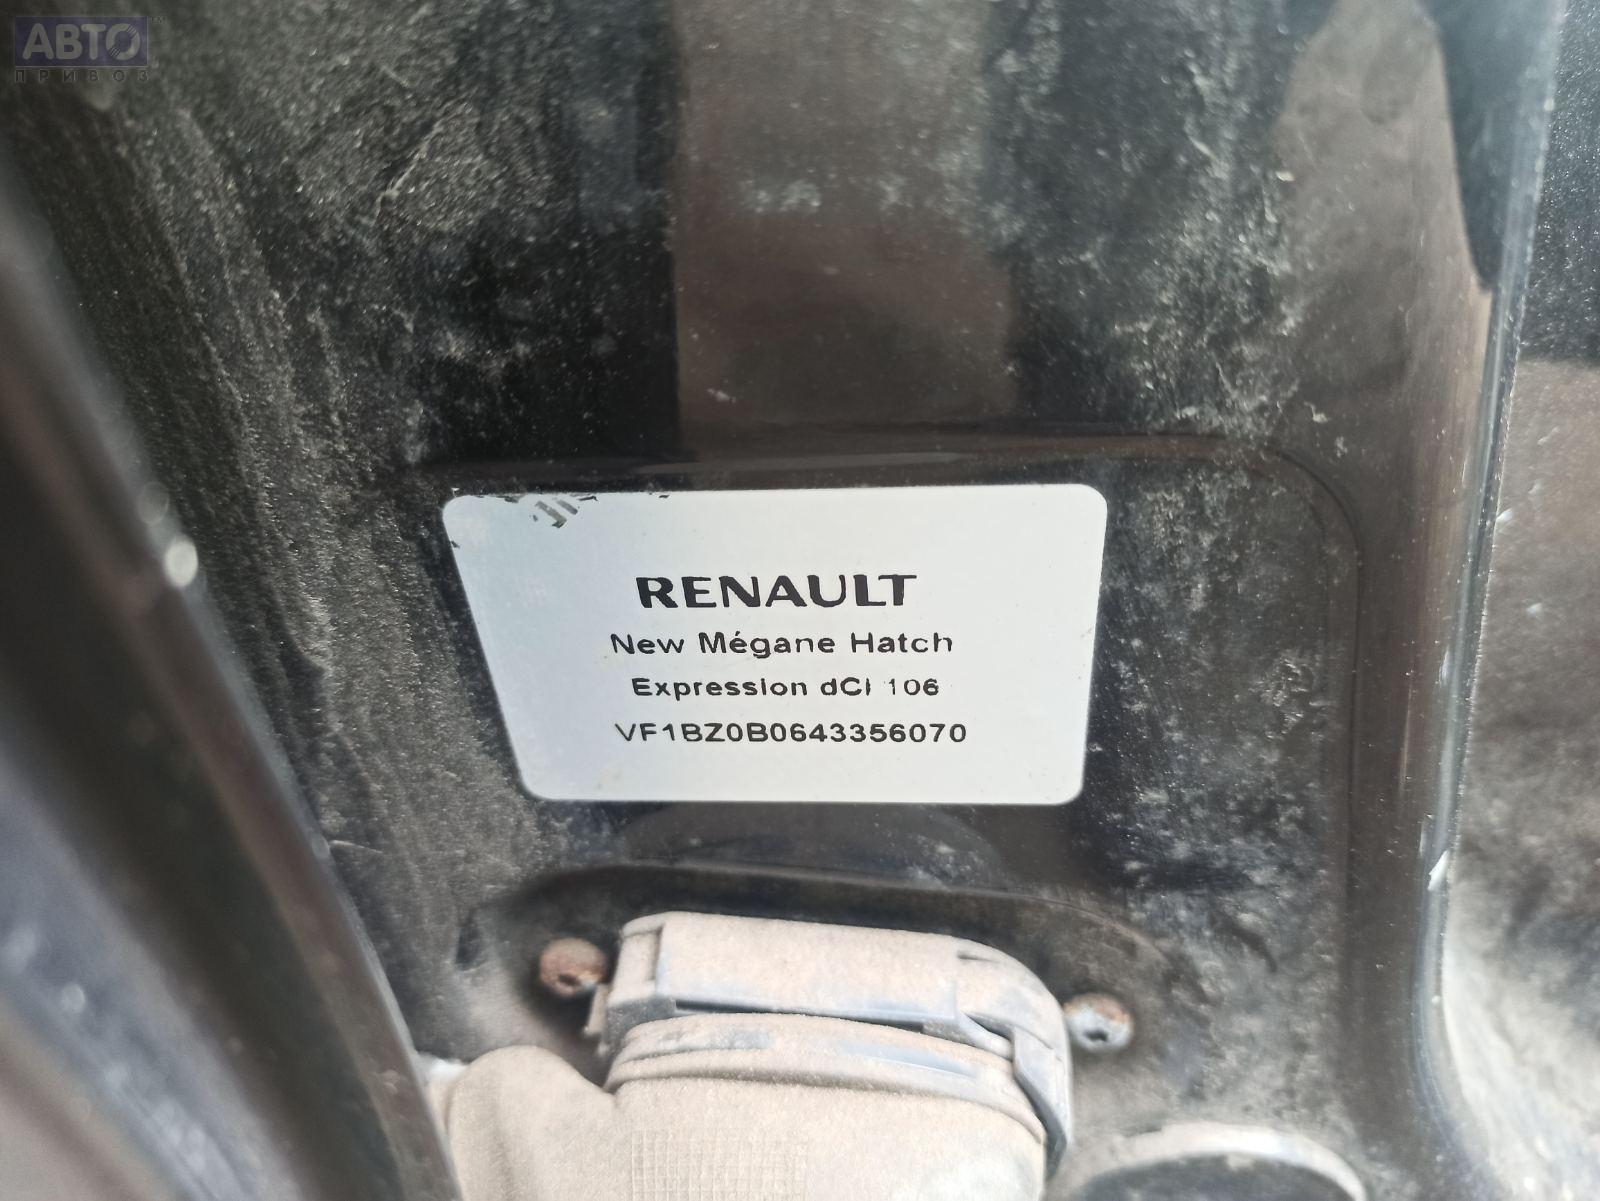 АВТО
ПРИВОЗ
RENAULT
New Mégane Hatch
Expression dCi 106
VF1BZ0B0643356070